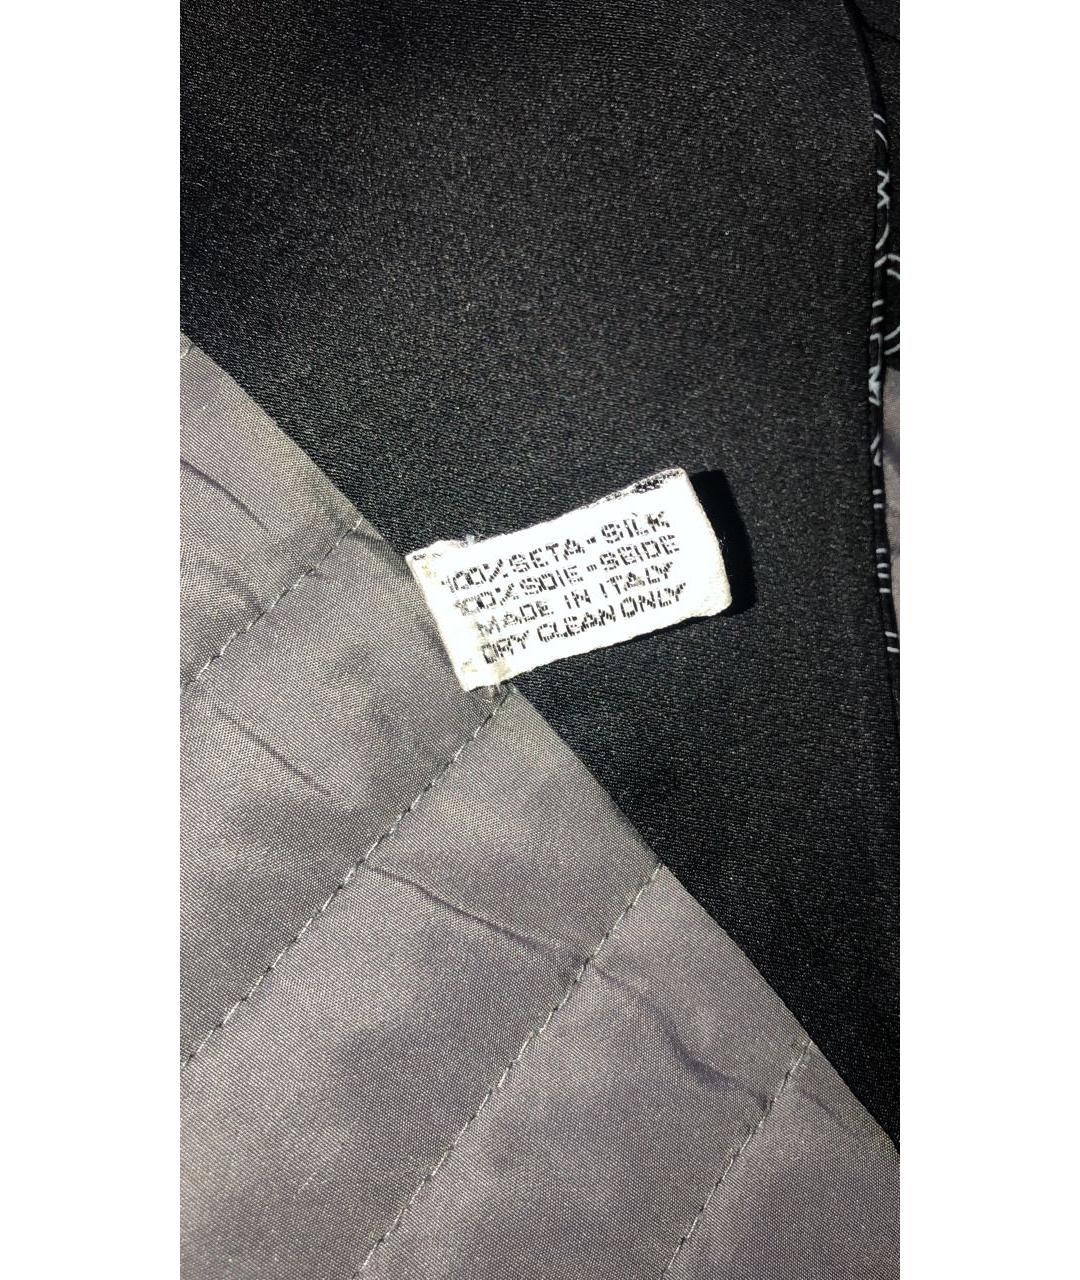 100% SETA - SILK
100% SOIE - SEIDE
MADE IN ITALY
DRY CLEAN ONLY